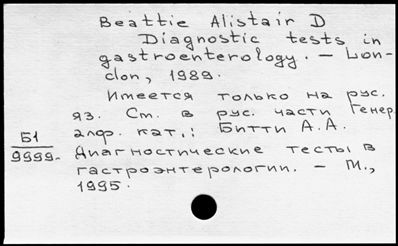 Beattie Alistair D
Diagnostic tests in
gastroenterology. – Lon-
don, 1989.
Имеется только на рус.
яз. См. в рус. части Генер.
алф. кат.: Битти А.А.
Б1
9999.
Диагностические тесты в
гастроэнтерологии. – М.,
1995.